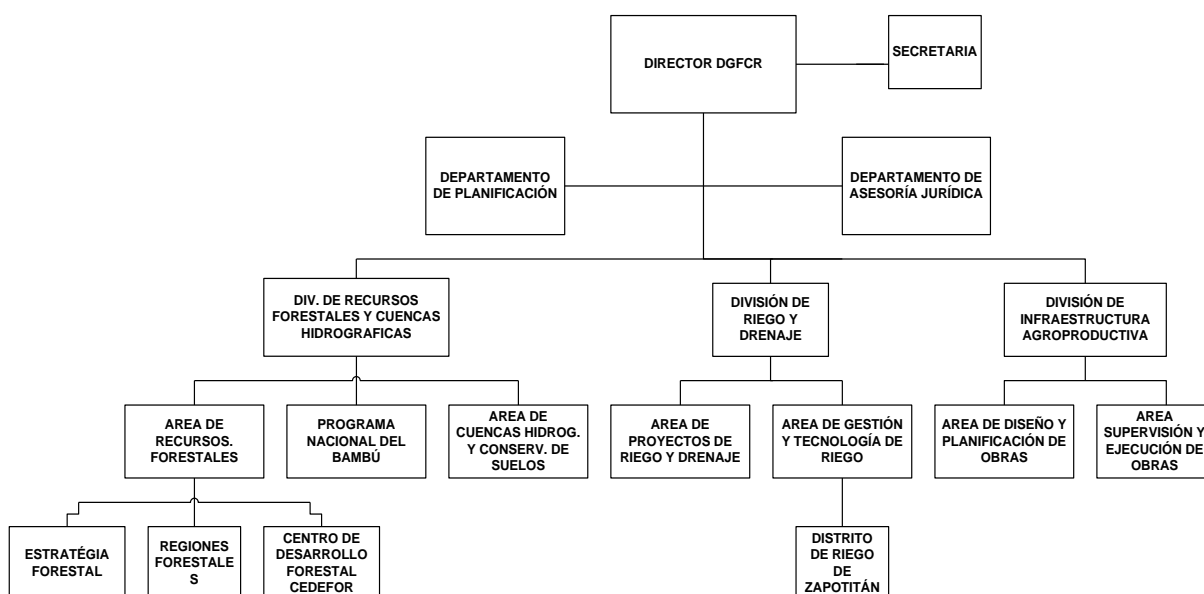 DIRECTOR DGFCR
SECRETARIA
DEPARTAMENTO
DE PLANIFICACIÓN
DEPARTAMENTO DE
ASESORÍA JURÍDICA
DIV. DE RECURSOS
FORESTALES Y CUENCAS
HIDROGRAFICAS
DIVISIÓN DE
RIEGO Y
DRENAJE
DIVISIÓN DE
INFRAESTRUCTURA
AGROPRODUCTIVA
AREA DE
RECURSOS.
FORESTALES
PROGRAMA
NACIONAL DEL
BAMBÚ
AREA DE
CUENCAS HIDROG.
Y CONSERV. DE
SUELOS
AREA DE
PROYECTOS DE
RIEGO Y DRENAJE
AREA DE GESTIÓN
Y TECNOLOGÍA DE
RIEGO
AREA DE DISEÑO Y
PLANIFICACIÓN DE
OBRAS
AREA
SUPERVISIÓN Y
EJECUCIÓN DE
OBRAS
ESTRATÉGIA
FORESTAL
REGIONES
FORESTALE
S
CENTRO DE
DESARROLLO
FORESTAL
CEDEFOR
DISTRITO
DE RIEGO
DE
ZAPOTITÁN